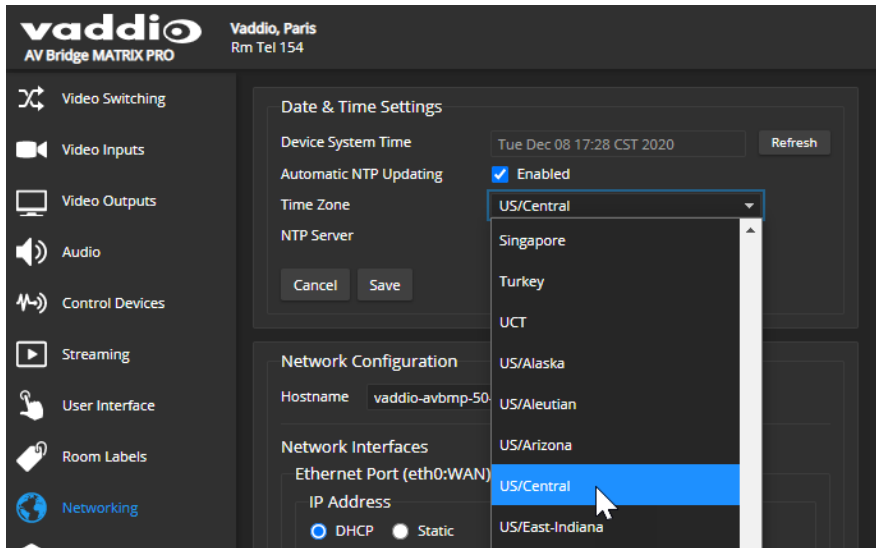 vaddio
AV Bridge MATRIX PRO
Vaddio, Paris
Rm Tel 154
Video Switching
Video Inputs
Video Outputs
Audio
Control Devices
Streaming
User Interface
Room Labels
Networking
Date & Time Settings
Device System Time
Tue Dec 08 17:28 CST 2020
Refresh
Automatic NTP Updating
Enabled
Time Zone
US/Central
NTP Server
Cancel
Save
Singapore
Turkey
UCT
US/Alaska
US/Aleutian
US/Arizona
US/Central
US/East-Indiana
Network Configuration
Hostname
vaddio-avbmp-50-
Network Interfaces
Ethernet Port (eth0:WAN)
IP Address
DHCP
Static